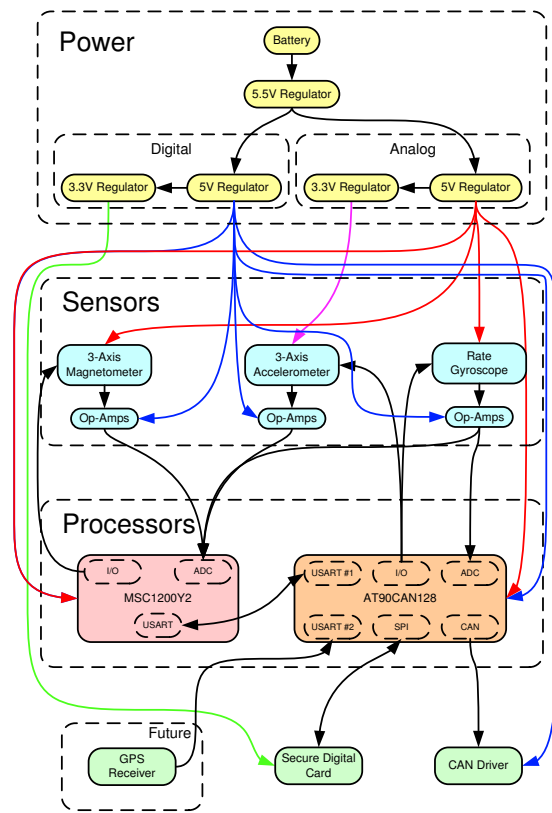 Power
Battery
5.5V Regulator
Digital
Analog
3.3V Regulator
5V Regulator
3.3V Regulator
5V Regulator
Sensors
3-Axis
Magnetometer
3-Axis
Accelerometer
Rate
Gyroscope
Op-Amps
Op-Amps
Op-Amps
Processors
I/O
ADC
MSC1200Y2
USART
USART #1
I/O
ADC
AT90CAN128
USART #2
SPI
CAN
Future
GPS
Receiver
Secure Digital
Card
CAN Driver